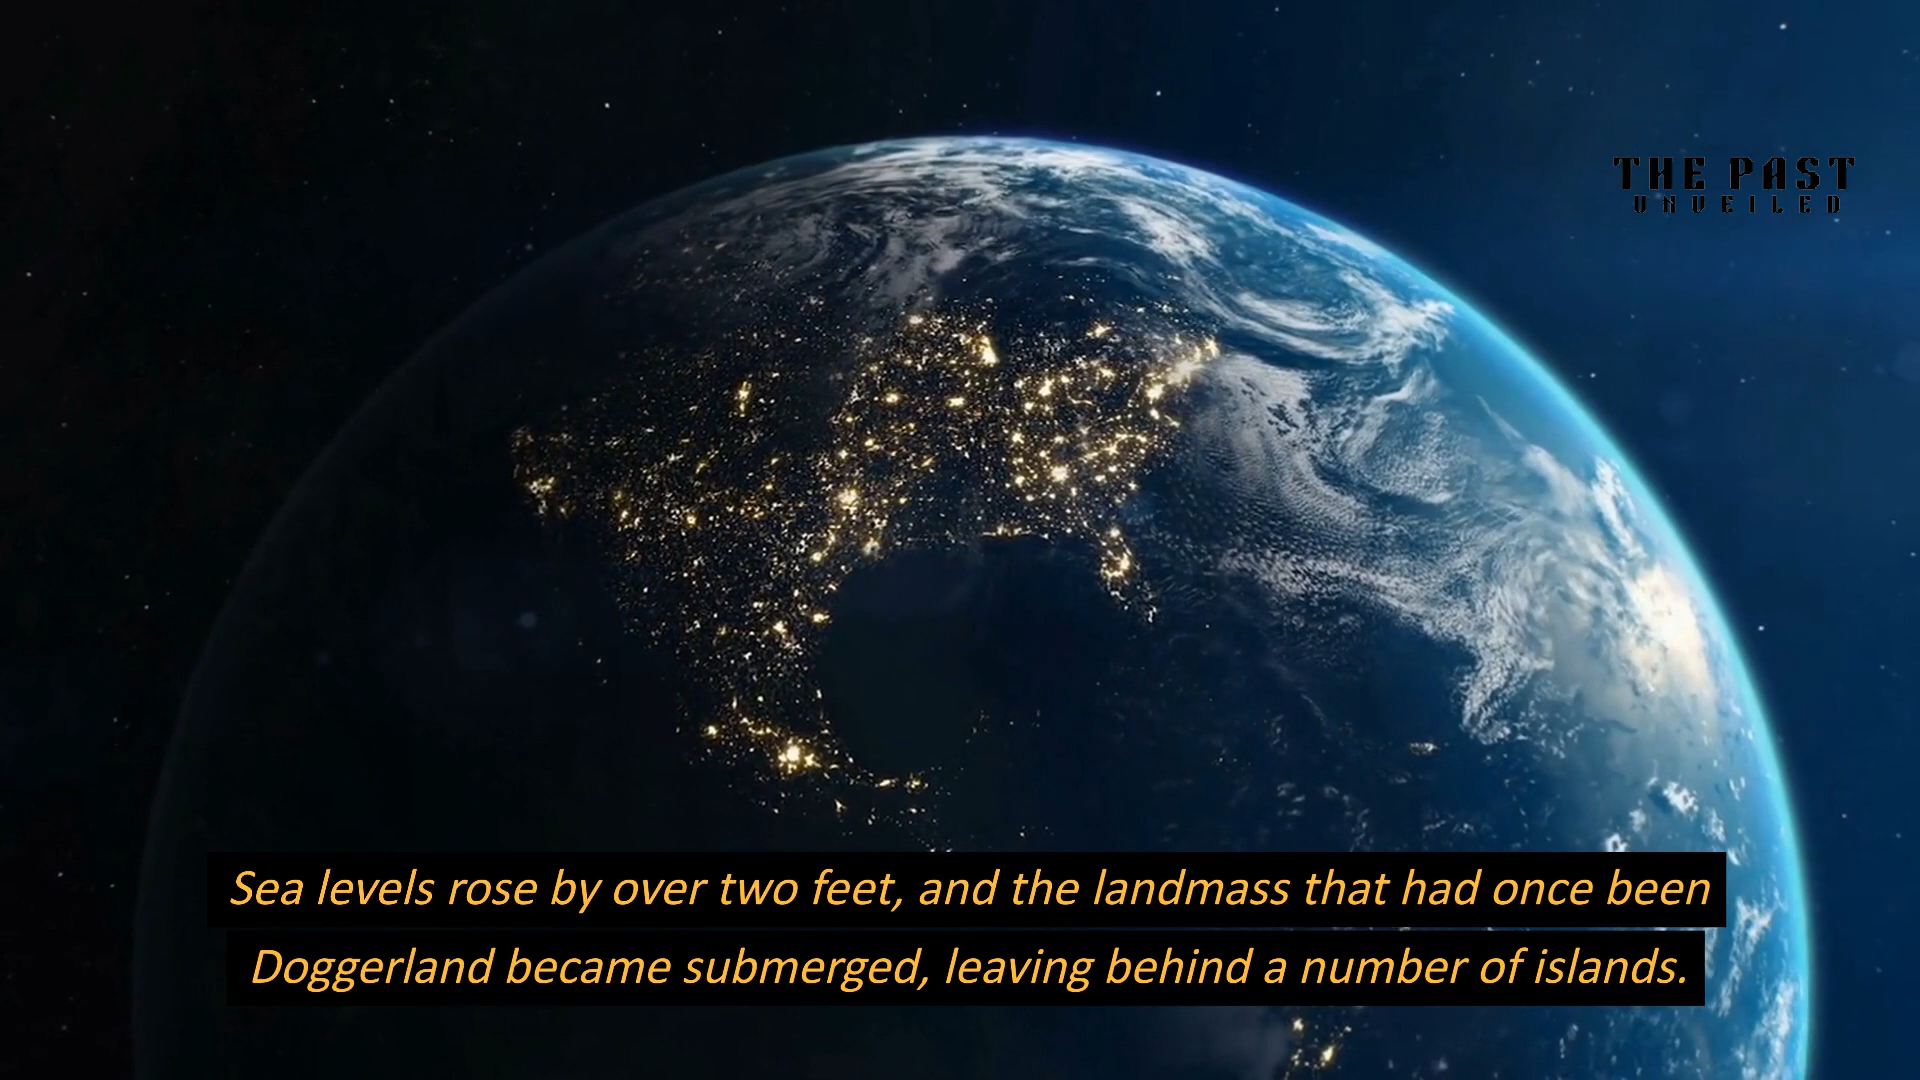 THE PAST
UNVEILED
Sea levels rose by over two feet, and the landmass that had once been
Doggerland became submerged, leaving behind a number of islands.